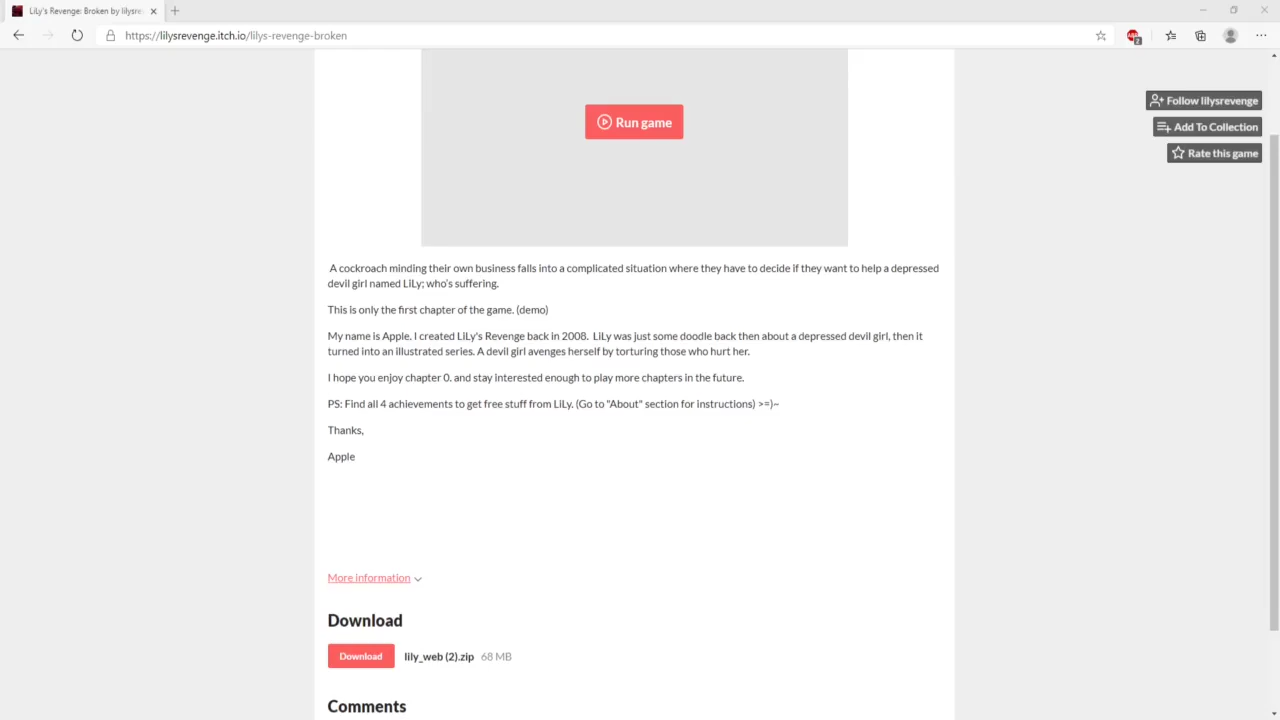 LiLy's Revenge: Broken by lilysre
https://lilysrevenge.itch.io/lilys-revenge-broken
Run game
Follow lilysrevenge
Add To Collection
Rate this game
A cockroach minding their own business falls into a complicated situation where they have to decide if they want to help a depressed
devil girl named LiLy; who's suffering.
This is only the first chapter of the game. (demo)
My name is Apple. I created LiLy's Revenge back in 2008. LiLy was just some doodle back then about a depressed devil girl, then it
turned into an illustrated series. A devil girl avenges herself by torturing those who hurt her.
I hope you enjoy chapter 0. and stay interested enough to play more chapters in the future.
PS: Find all 4 achievements to get free stuff from LiLy. (Go to "About" section for instructions) >=)~
Thanks,
Apple
More information
Download
Download lily_web (2).zip 68 MB
Comments